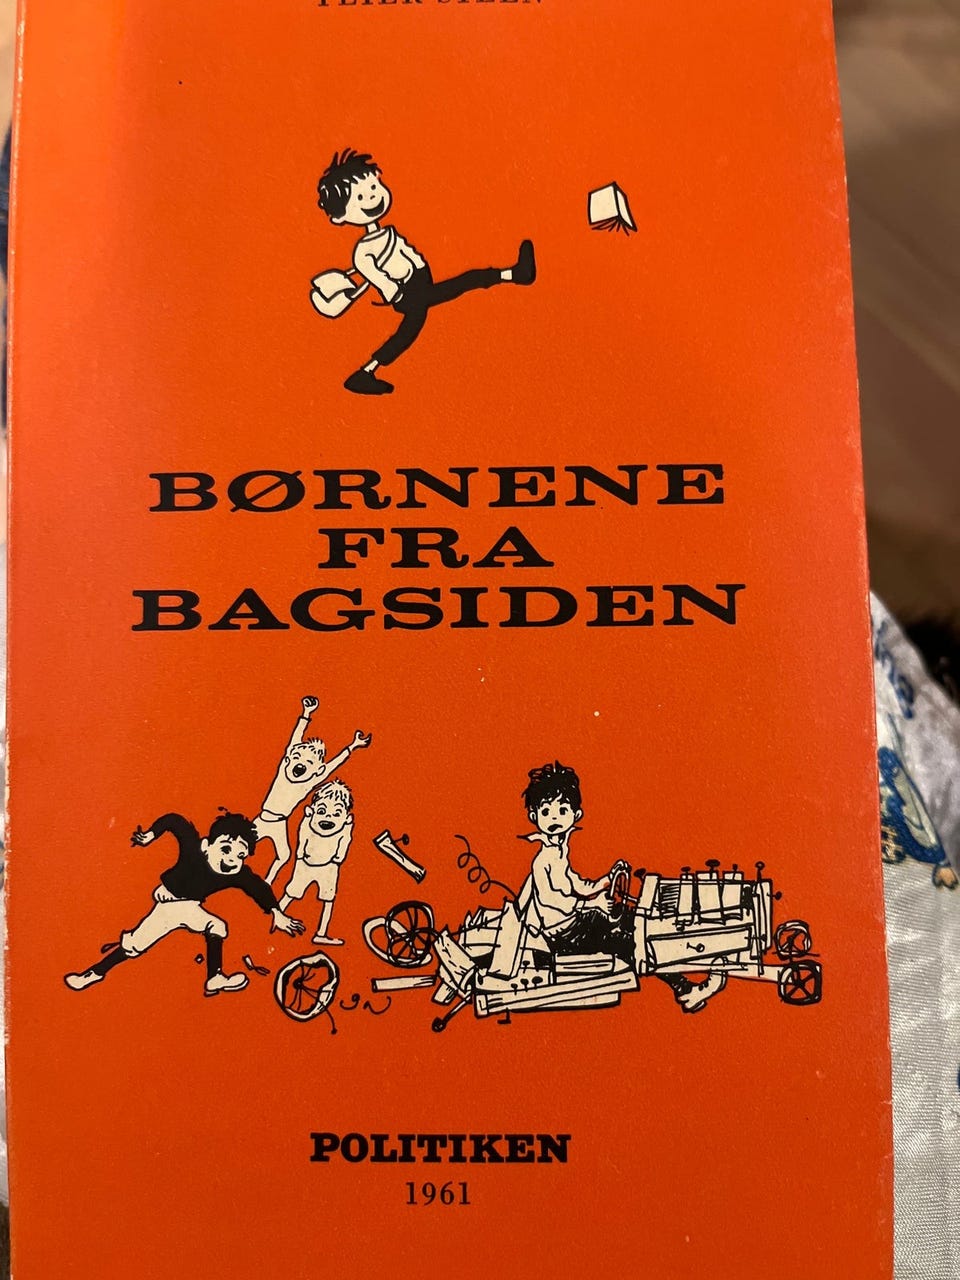 BØRNENE
FRA
BAGSIDEN
POLITIKEN
1961